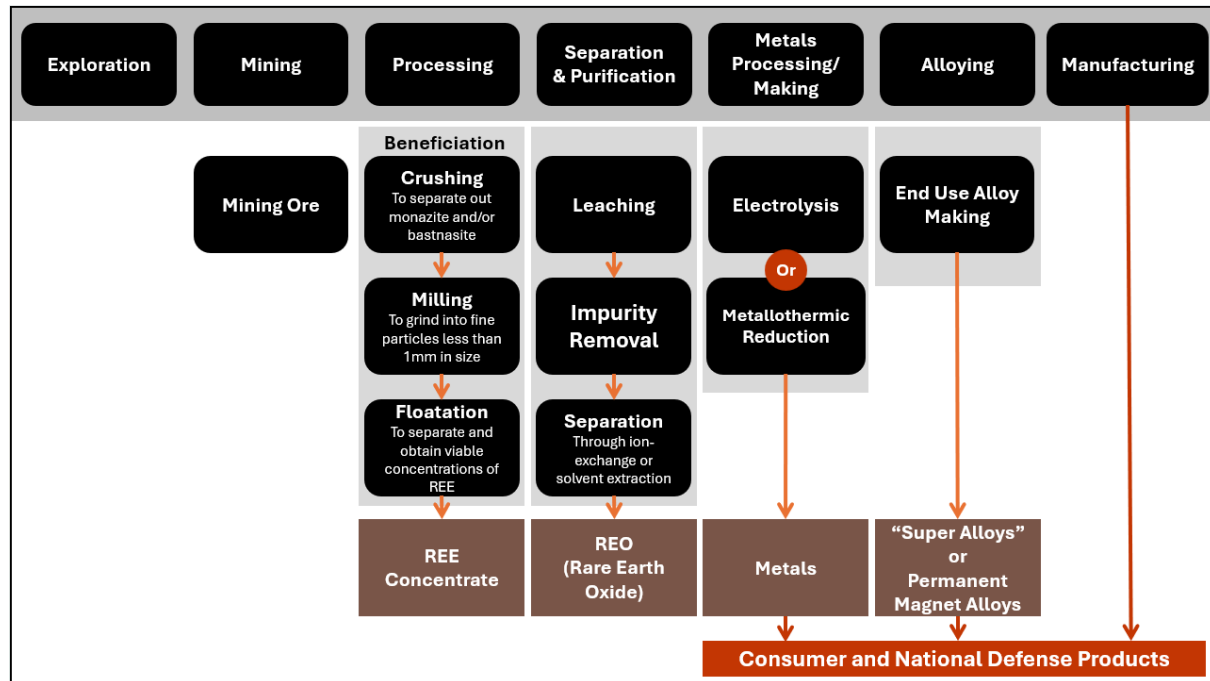 Exploration
Mining
Processing
Separation
& Purification
Metals
Processing/
Making
Alloying
Manufacturing
Mining Ore
Beneficiation
Crushing
To separate out
monazite and/or
bastnasite
Milling
To grind into fine
particles less than
1mm in size
Floatation
To separate and
obtain viable
concentrations of
REE
REE
Concentrate
Leaching
Impurity
Removal
Separation
Through ion-
exchange or
solvent extraction
REO
(Rare Earth
Oxide)
Electrolysis
Or
Metallothermic
Reduction
Metals
End Use Alloy
Making
“Super Alloys”
or
Permanent
Magnet Alloys
Consumer and National Defense Products